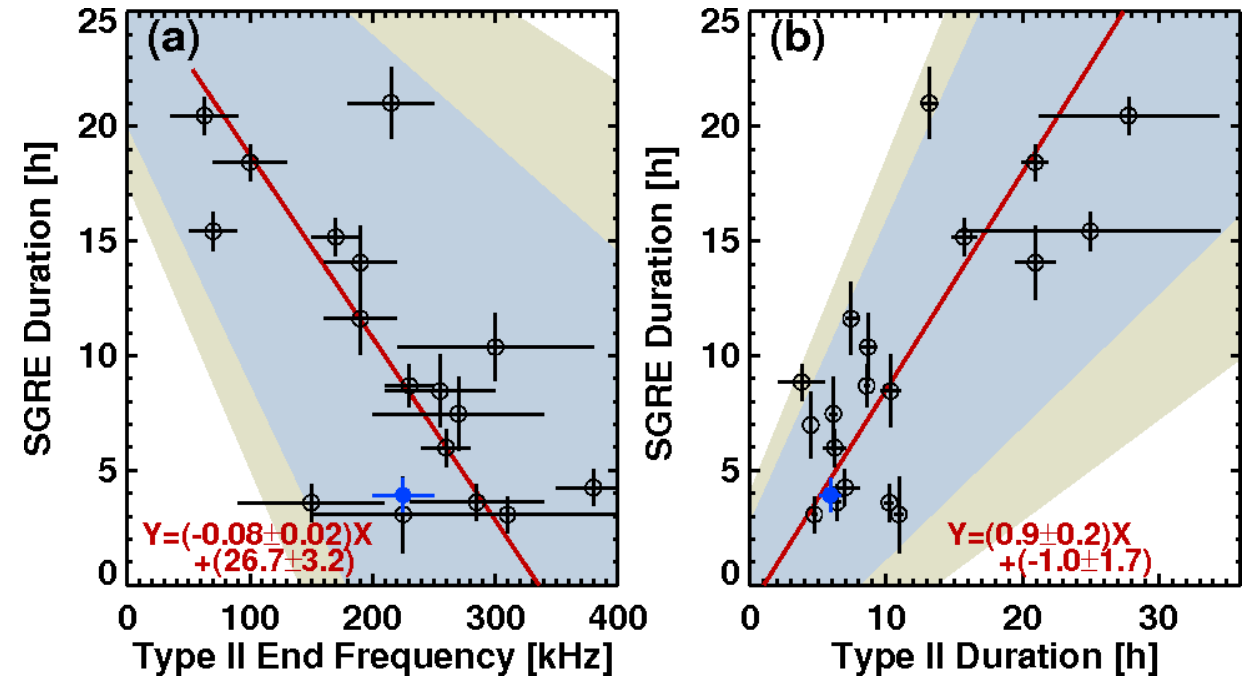 (a)
25
20
15
10
5
0
SGRE Duration [h]
Y=(-0.08±0.02)X
+(26.7±3.2)
0 100 200 300 400
Type II End Frequency [kHz]
(b)
25
20
15
10
5
0
SGRE Duration [h]
Y=(0.9±0.2)X
+(-1.0±1.7)
0 10 20 30
Type II Duration [h]